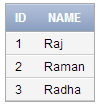 ID NAME
1 Raj
2 Raman
3 Radha